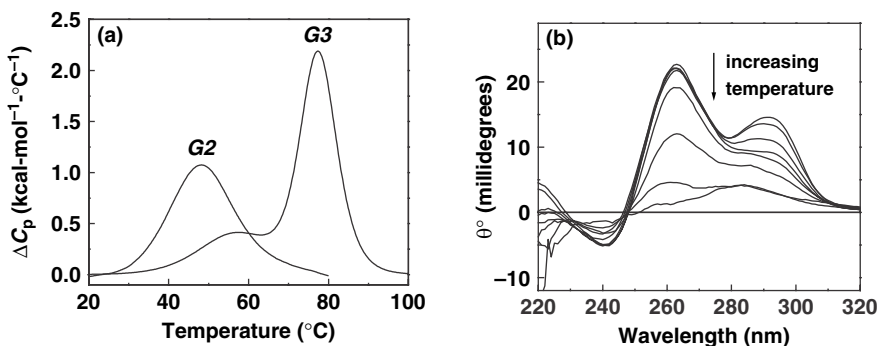 (a)
G3
G2
2.5
2.0
1.5
1.0
0.5
0.0
ΔCp (kcal-mol−1-°C−1)
20 40 60 80 100
Temperature (°C)
(b)
increasing
temperature
20
10
0
−10
θ° (millidegrees)
220 240 260 280 300 320
Wavelength (nm)